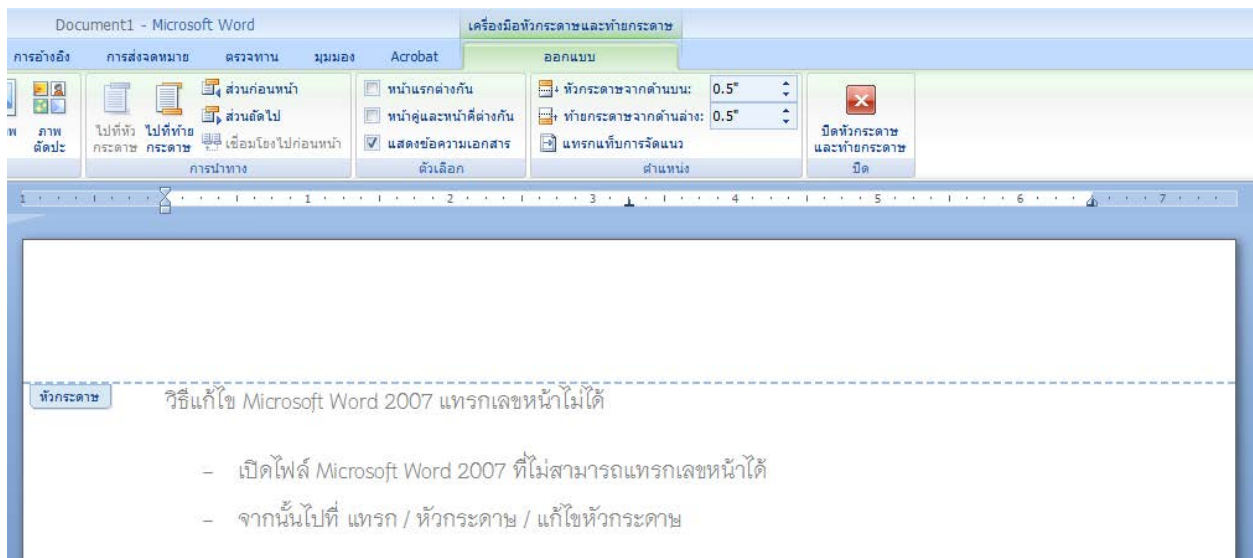 Document1 - Microsoft Word
เครื่องมือหัวกระดาษและท้ายกระดาษ
การอ้างอิง การส่งจดหมาย ตรวจทาน มุมมอง Acrobat ออกแบบ
ภาพตัดปะ
ไปที่หัวกระดาษ
ไปที่ท้ายกระดาษ
ส่วนก่อนหน้า
ส่วนถัดไป
เชื่อมโยงไปก่อนหน้า
การนำทาง
หน้าแรกต่างกัน
หน้าคู่และหน้าคี่ต่างกัน
แสดงข้อความเอกสาร
ตัวเลือก
หัวกระดาษจากด้านบน: 0.5"
ท้ายกระดาษจากด้านล่าง: 0.5"
แทรกแท็บการจัดแนว
ตำแหน่ง
ปิดหัวกระดาษ
และท้ายกระดาษ
ปิด
1 1 2 3 4 5 6 7
หัวกระดาษ
วิธีแก้ไข Microsoft Word 2007 แทรกเลขหน้าไม่ได้
– เปิดไฟล์ Microsoft Word 2007 ที่ไม่สามารถแทรกเลขหน้าได้
– จากนั้นไปที่ แทรก / หัวกระดาษ / แก้ไขหัวกระดาษ